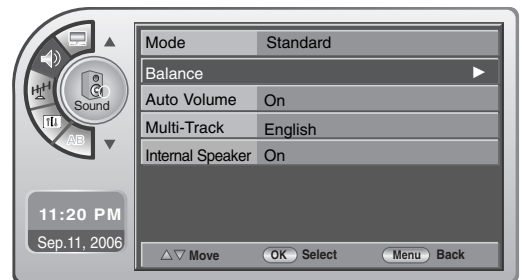 Mode Standard
Balance
Auto Volume On
Multi-Track English
Internal Speaker On
Sound
AB
11:20 PM
Sep.11, 2006
Move OK Select Menu Back